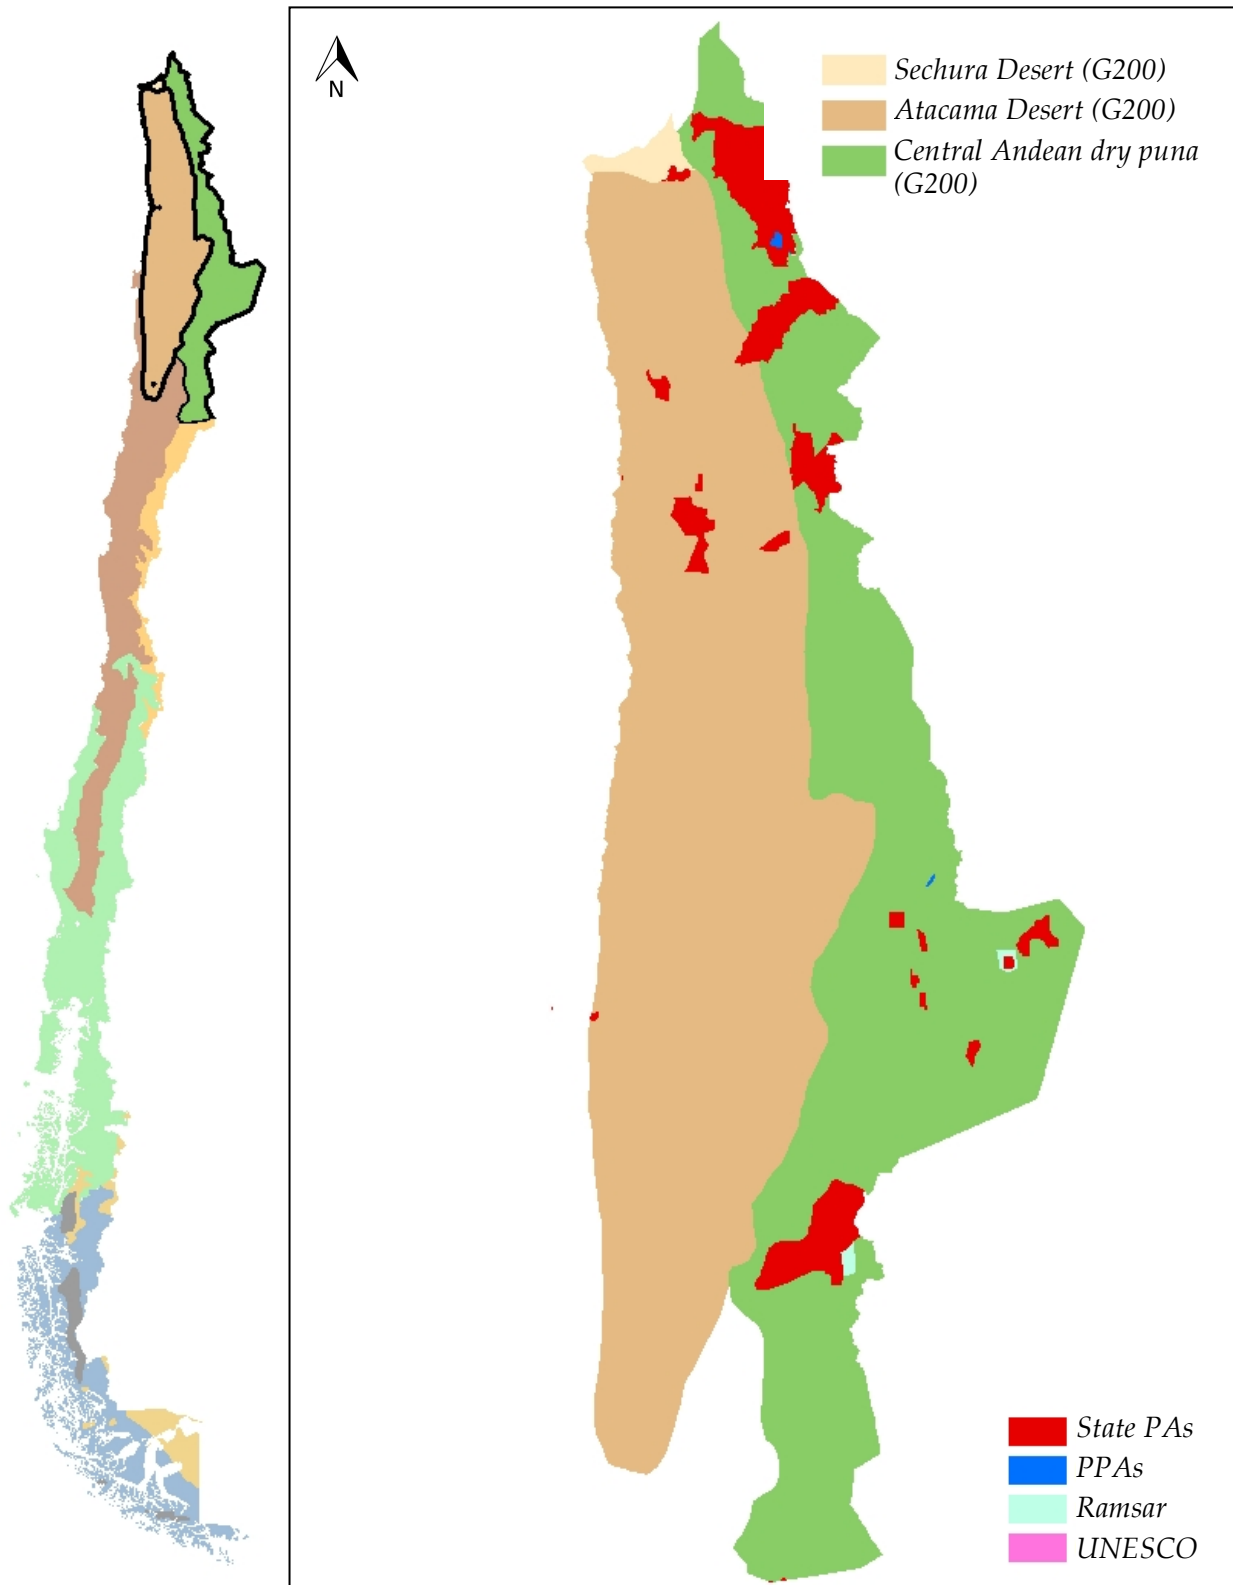 N
Sechura Desert (G200)
Atacama Desert (G200)
Central Andean dry puna
(G200)
State PAs
PPAs
Ramsar
UNESCO